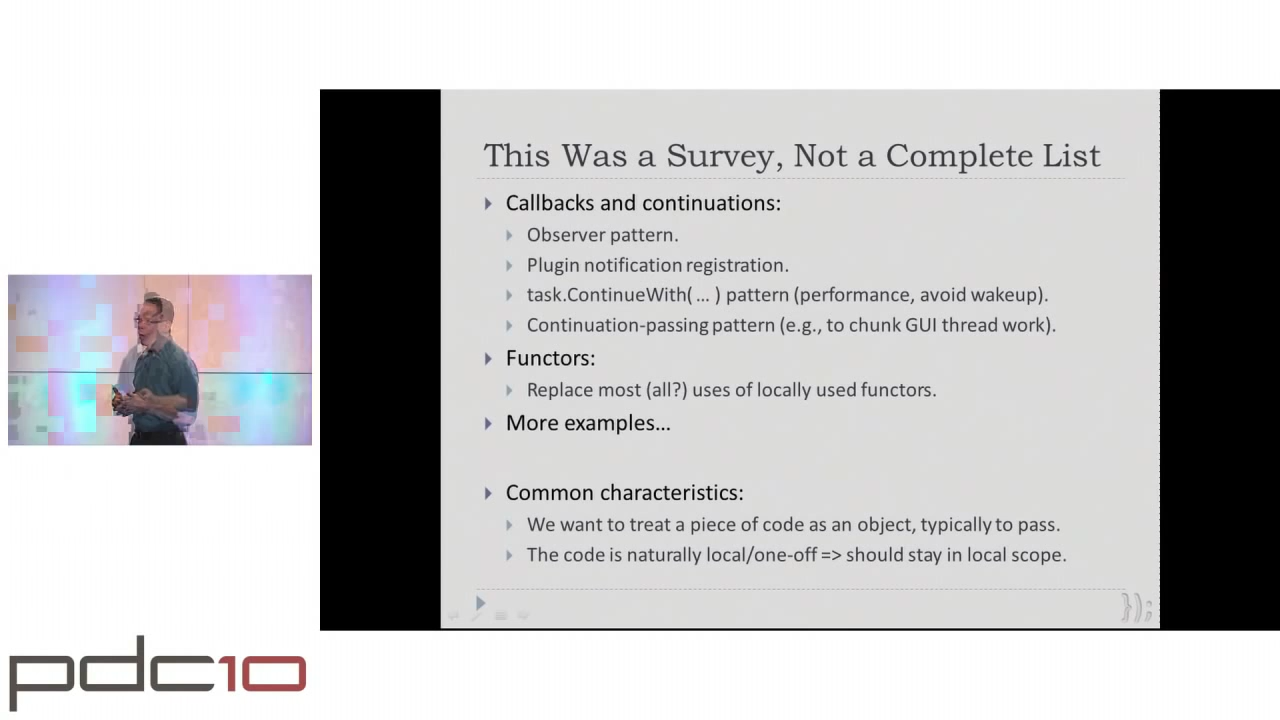 This Was a Survey, Not a Complete List
Callbacks and continuations:
Observer pattern.
Plugin notification registration.
task.ContinueWith( … ) pattern (performance, avoid wakeup).
Continuation-passing pattern (e.g., to chunk GUI thread work).
Functors:
Replace most (all?) uses of locally used functors.
More examples…
Common characteristics:
We want to treat a piece of code as an object, typically to pass.
The code is naturally local/one-off => should stay in local scope.
});
pdc10